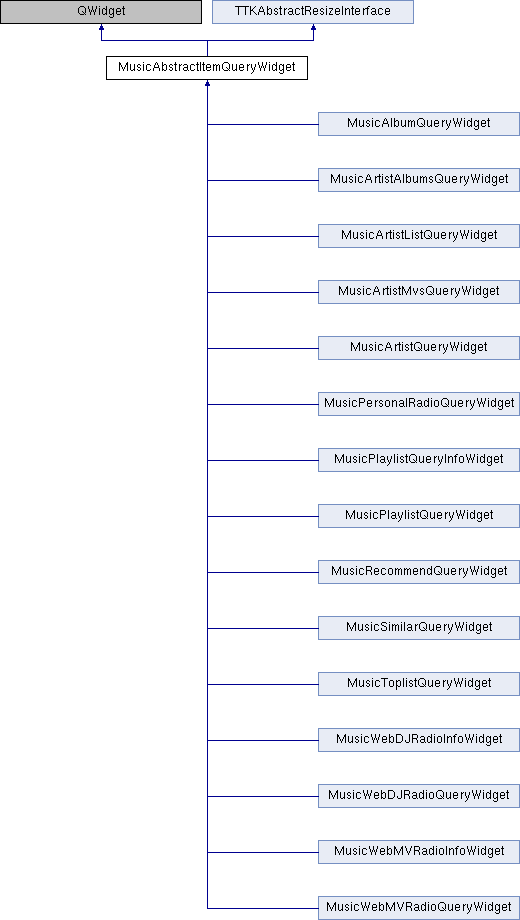 QWidget
TTKAbstractResizeInterface
MusicAbstractItemQueryWidget
MusicAlbumQueryWidget
MusicArtistAlbumsQueryWidget
MusicArtistListQueryWidget
MusicArtistMvsQueryWidget
MusicArtistQueryWidget
MusicPersonalRadioQueryWidget
MusicPlaylistQueryInfoWidget
MusicPlaylistQueryWidget
MusicRecommendQueryWidget
MusicSimilarQueryWidget
MusicToplistQueryWidget
MusicWebDJRadioInfoWidget
MusicWebDJRadioQueryWidget
MusicWebMVRadioInfoWidget
MusicWebMVRadioQueryWidget